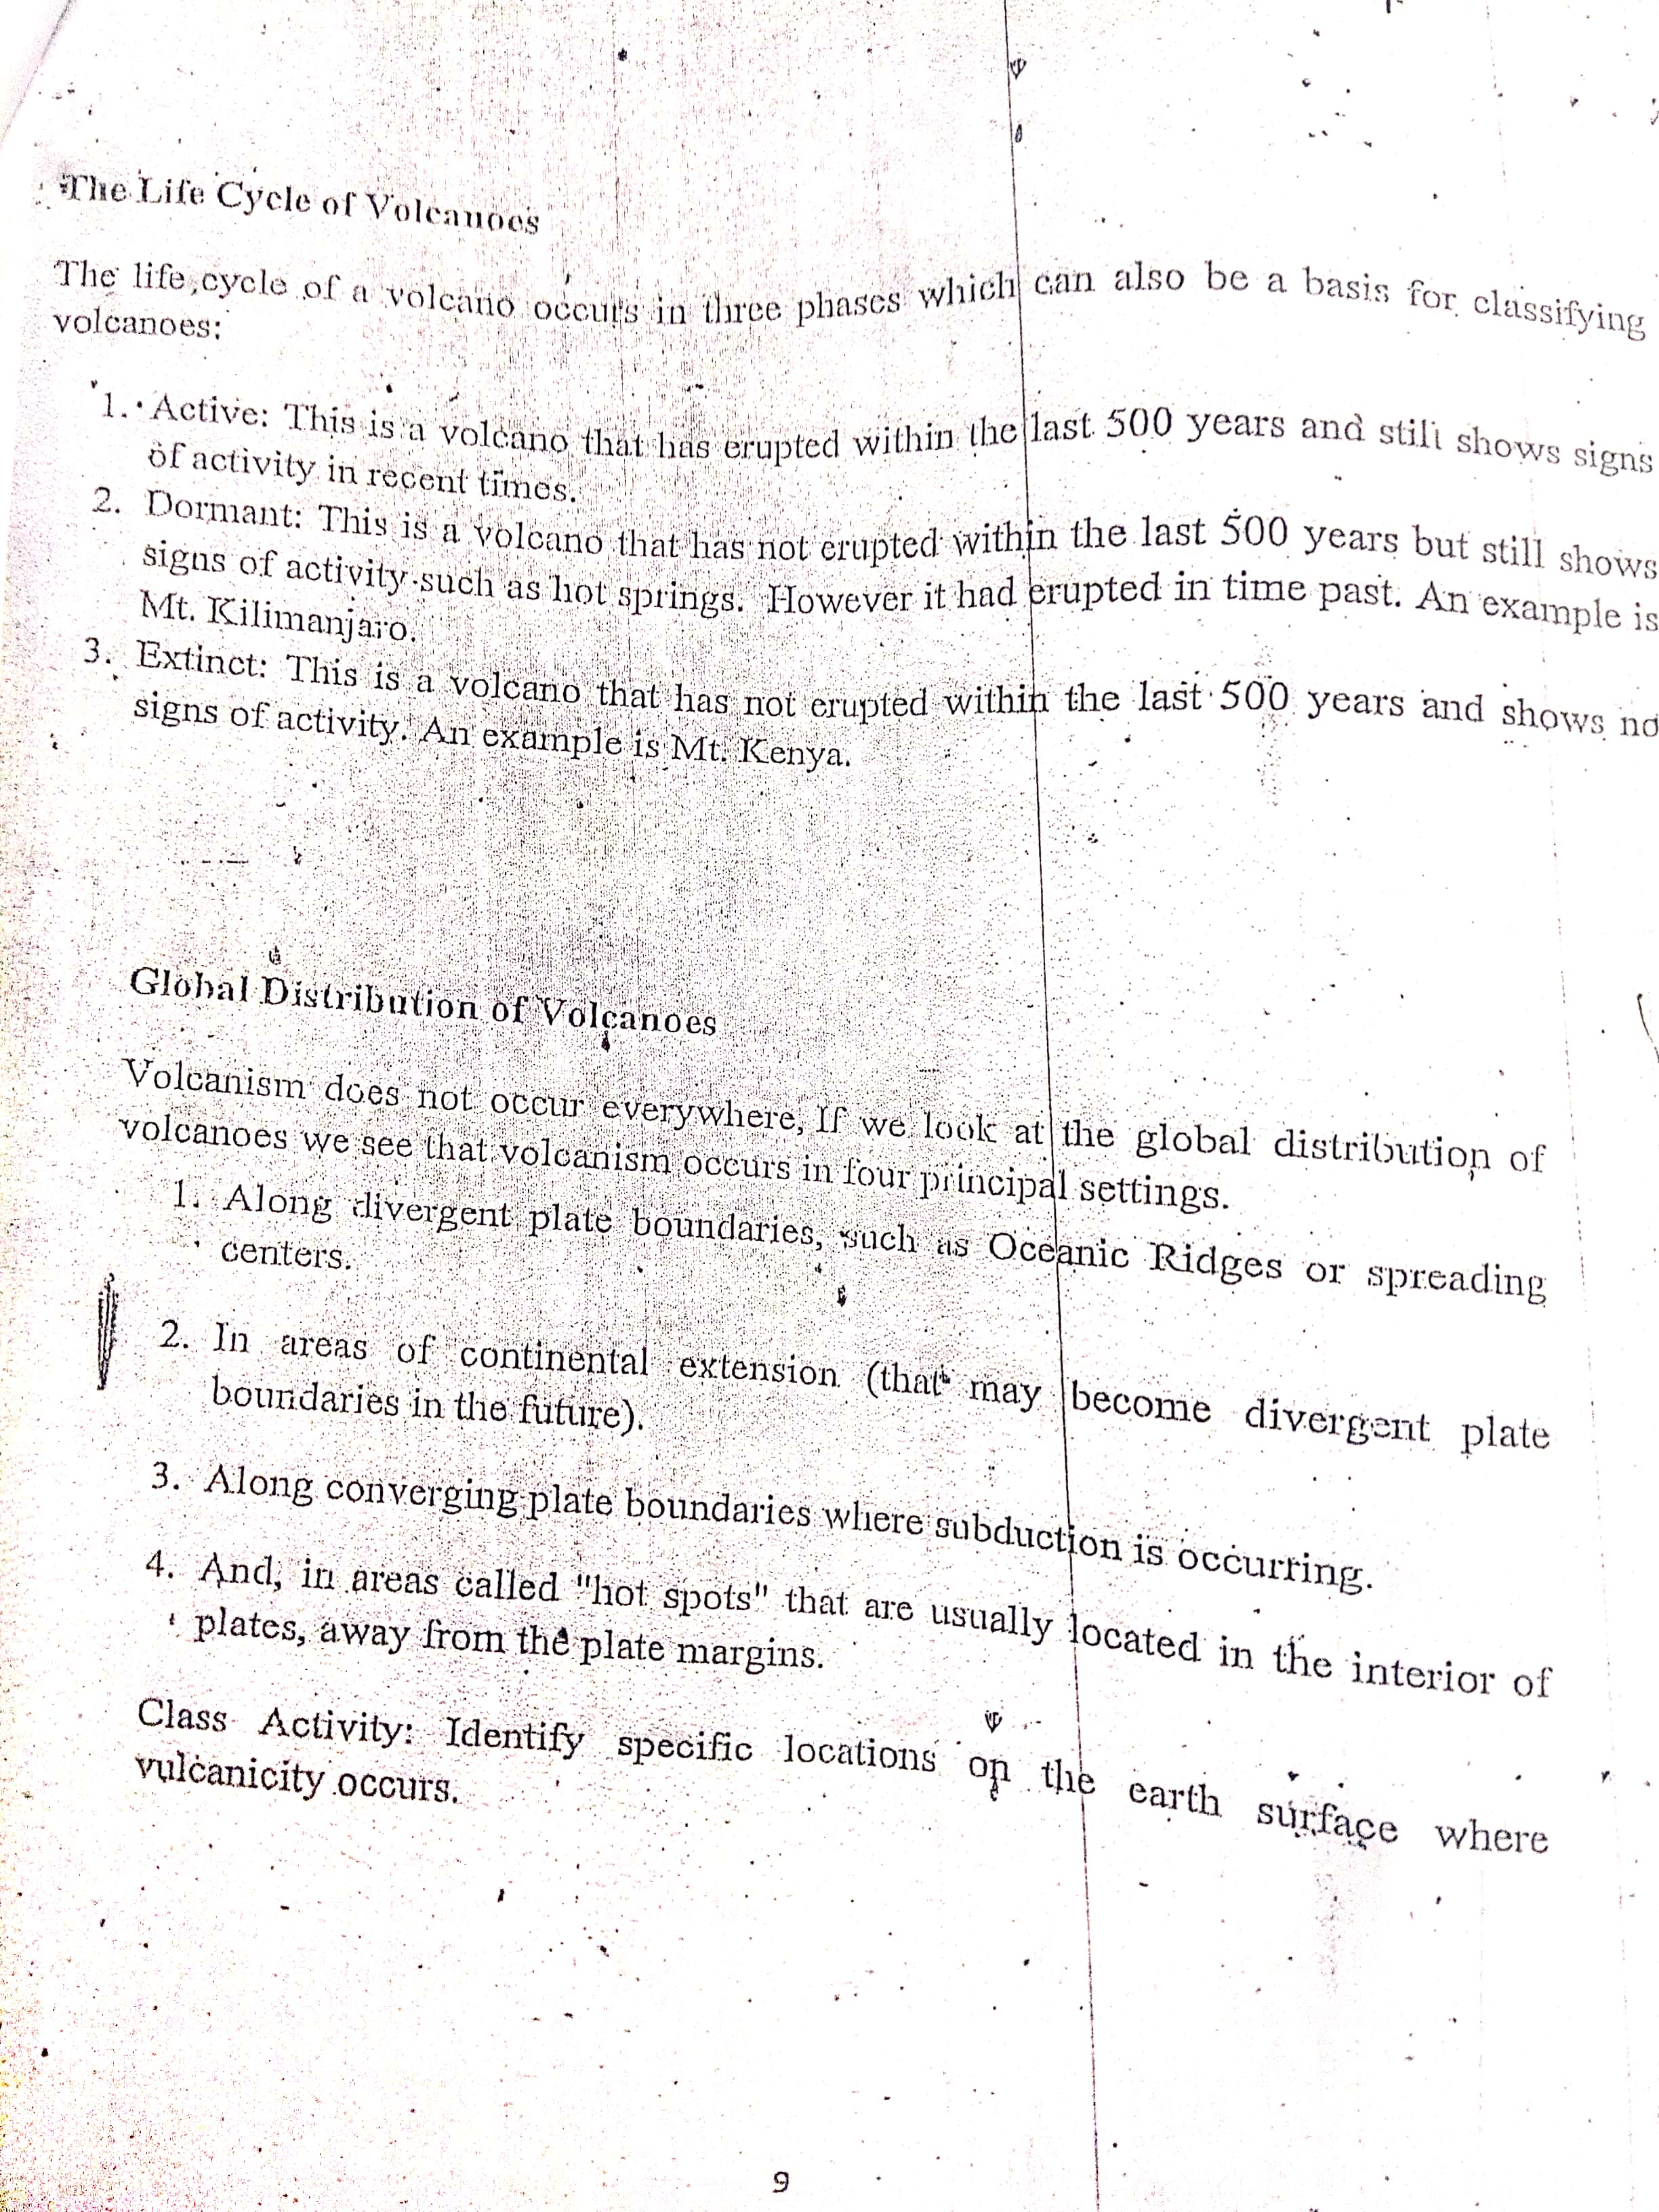 The Life Cycle of Volcanoes
The life cycle of a volcano occurs in three phases which can also be a basis for classifying
volcanoes:
1. Active: This is a volcano that has erupted within the last 500 years and still shows signs
of activity in recent times.
2. Dormant: This is a volcano that has not erupted within the last 500 years but still shows
signs of activity such as hot springs. However it had erupted in time past. An example is
Mt. Kilimanjaro.
3. Extinct: This is a volcano that has not erupted within the last 500 years and shows no
signs of activity. An example is Mt. Kenya.
Global Distribution of Volcanoes
Volcanism does not occur everywhere, If we look at the global distribution of
volcanoes we see that volcanism occurs in four principal settings.
1. Along divergent plate boundaries, such as Oceanic Ridges or spreading
centers.
2. In areas of continental extension (that may become divergent plate
boundaries in the future).
3. Along converging plate boundaries where subduction is occurring.
4. And, in areas called "hot spots" that are usually located in the interior of
plates, away from the plate margins.
Class Activity: Identify specific locations on the earth surface where
vulcanicity occurs.
9